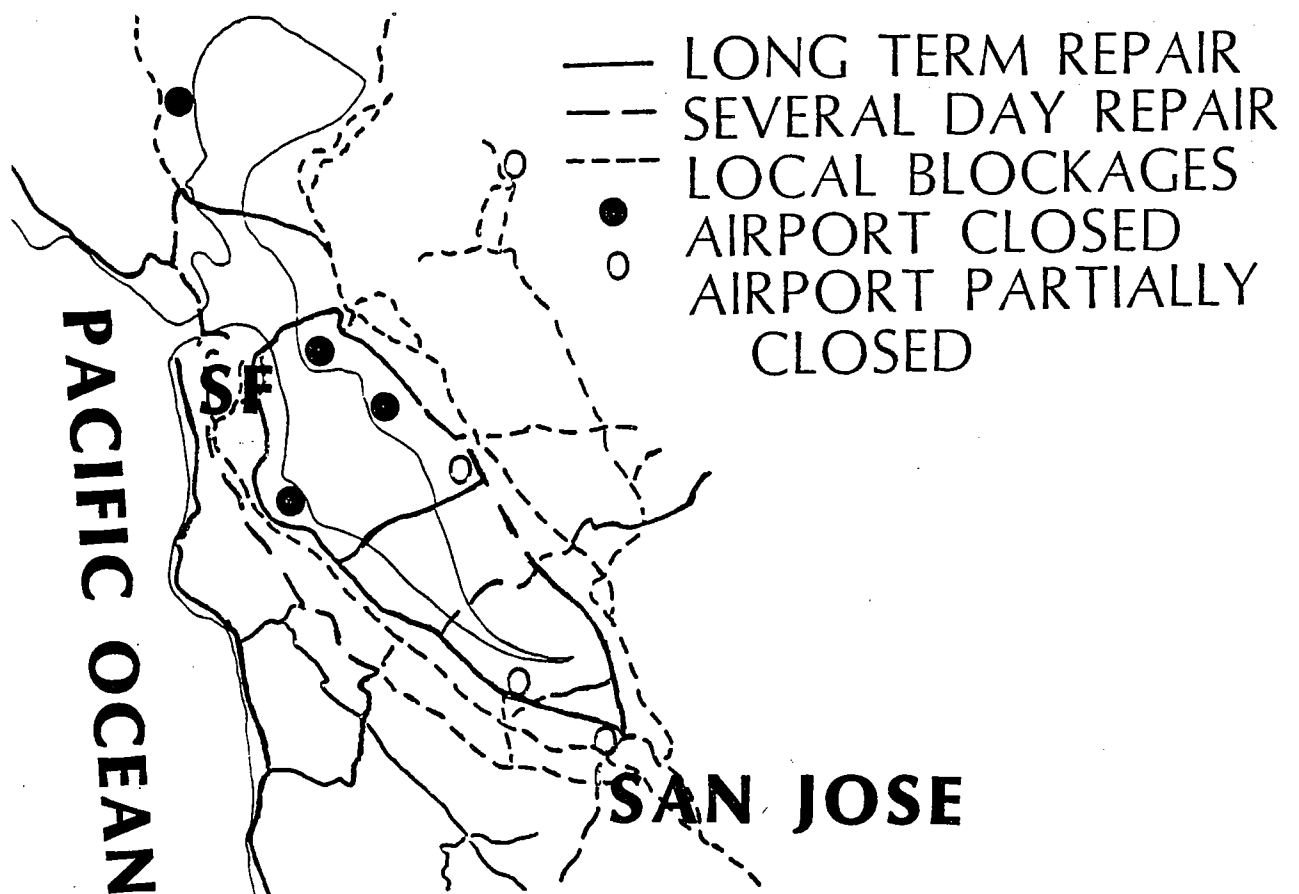 LONG TERM REPAIR
SEVERAL DAY REPAIR
LOCAL BLOCKAGES
AIRPORT CLOSED
AIRPORT PARTIALLY
CLOSED
PACIFIC OCEAN
SF
SAN JOSE